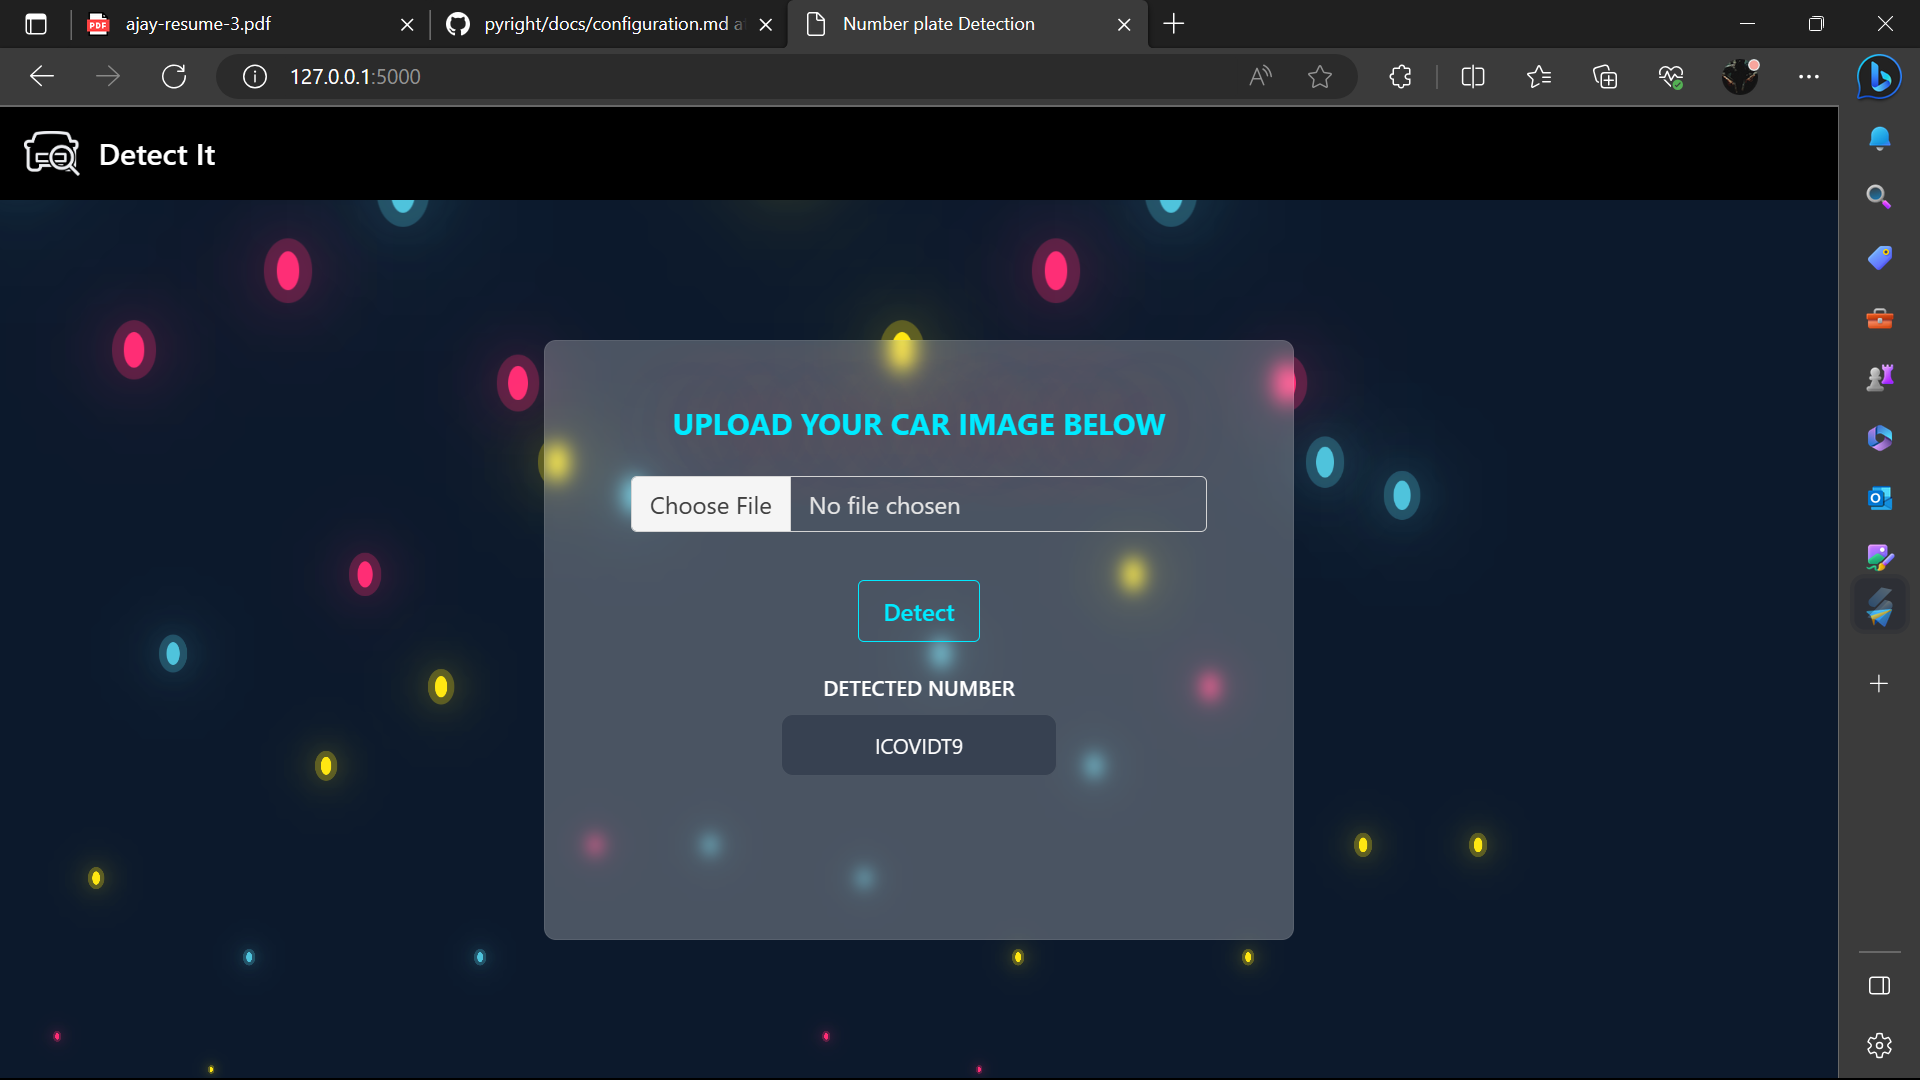 ajay-resume-3.pdf
pyright/docs/configuration.md a
Number plate Detection
127.0.0.1:5000
Detect It
UPLOAD YOUR CAR IMAGE BELOW
Choose File No file chosen
Detect
DETECTED NUMBER
ICOVIDT9